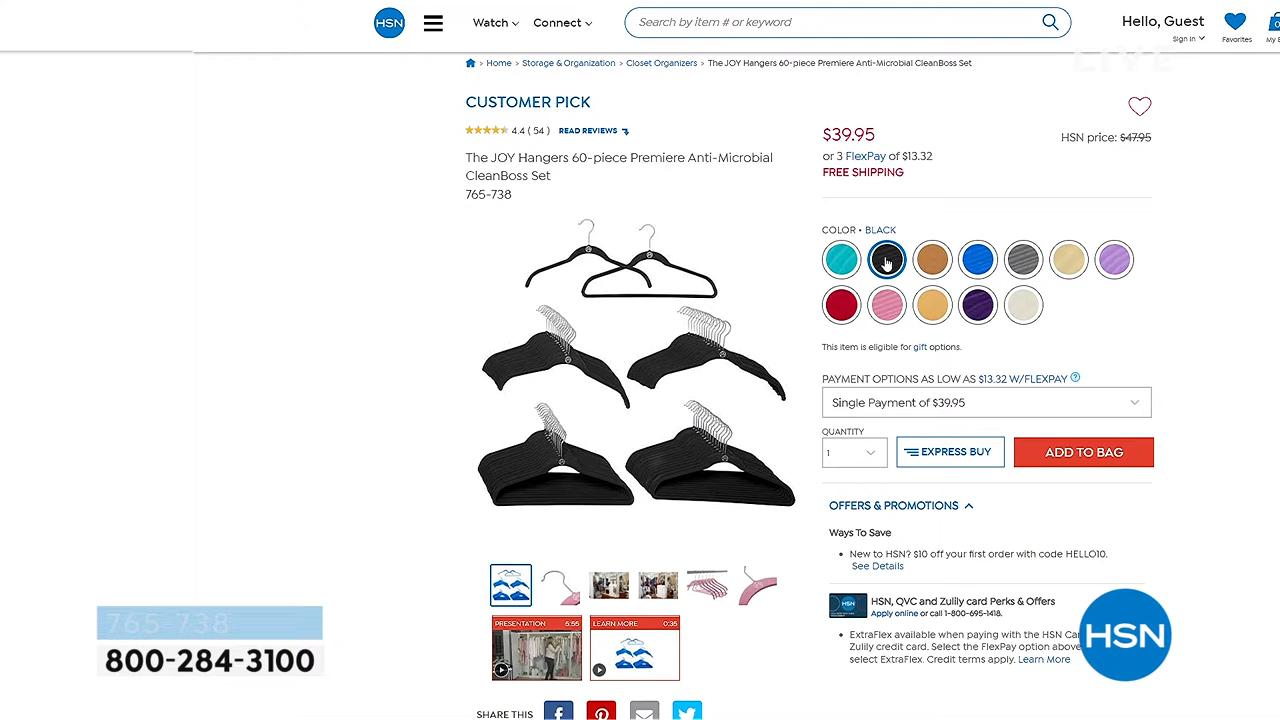 HSN
Watch
Connect
Search by item # or keyword
Hello, Guest
Sign In
Favorites
LIVE
Home > Storage & Organization > Closet Organizers > The JOY Hangers 60-piece Premiere Anti-Microbial CleanBoss Set
CUSTOMER PICK
4.4 ( 54 ) READ REVIEWS
The JOY Hangers 60-piece Premiere Anti-Microbial
CleanBoss Set
765-738
$39.95
HSN price: $47.95
or 3 FlexPay of $13.32
FREE SHIPPING
COLOR • BLACK
This item is eligible for gift options.
PAYMENT OPTIONS AS LOW AS $13.32 W/FLEXPAY ?
Single Payment of $39.95
QUANTITY
1
EXPRESS BUY
ADD TO BAG
OFFERS & PROMOTIONS
Ways To Save
• New to HSN? $10 off your first order with code HELLO10.
See Details
HSN
HSN, QVC and Zulily card Perks & Offers
Apply online or call 1-800-695-1418.
• ExtraFlex available when paying with the HSN
Zulily credit card. Select the FlexPay option above
select ExtraFlex. Credit terms apply. Learn More
PRESENTATION 5:55
LEARN MORE 0:35
SHARE THIS
765-738
800-284-3100
HSN